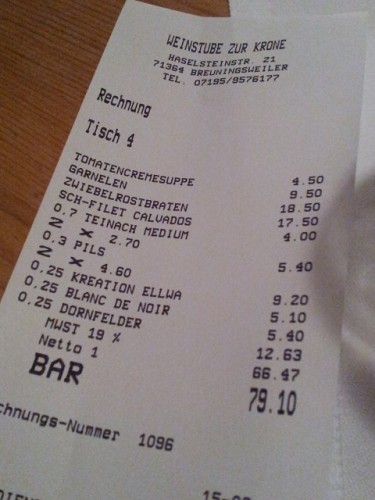 WEINSTUBE ZUR KRONE
HASELSTEINSTR. 21
71364 BREUNINGSWEILER
TEL. 07195/9576177
Rechnung
Tisch 4
TOMATENCREMESUPPE 4.50
GARNELEN 9.50
ZWIEBELROSTBRATEN 18.50
SCH-FILET CALVADOS 17.50
0.7 TEINACH MEDIUM 4.00
2 X 2.70
0.3 PILS 5.40
2 X 4.60
0.25 KREATION ELLWA 9.20
0.25 BLANC DE NOIR 5.10
0.25 DORNFELDER 5.40
MWST 19 % 12.63
Netto 1 66.47
BAR 79.10
chnungs-Nummer 1096